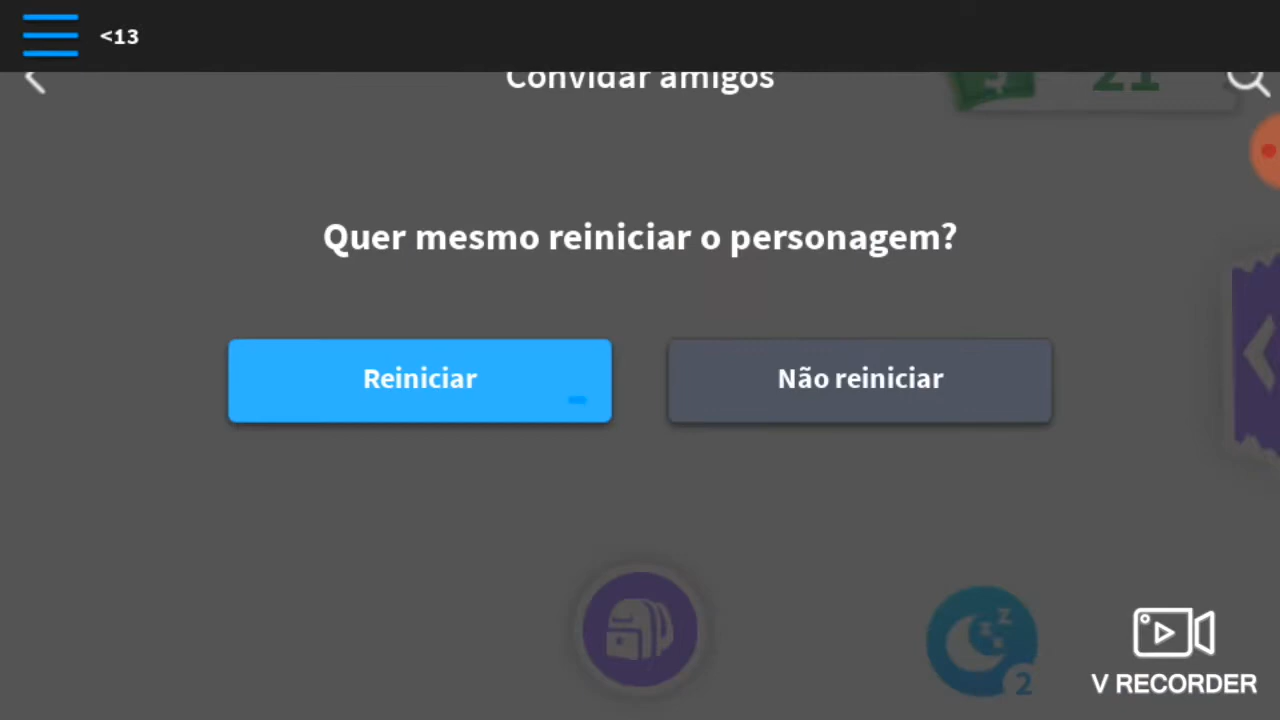 <13
Convidar amigos
21
Quer mesmo reiniciar o personagem?
Reiniciar
Não reiniciar
z z
2
V RECORDER